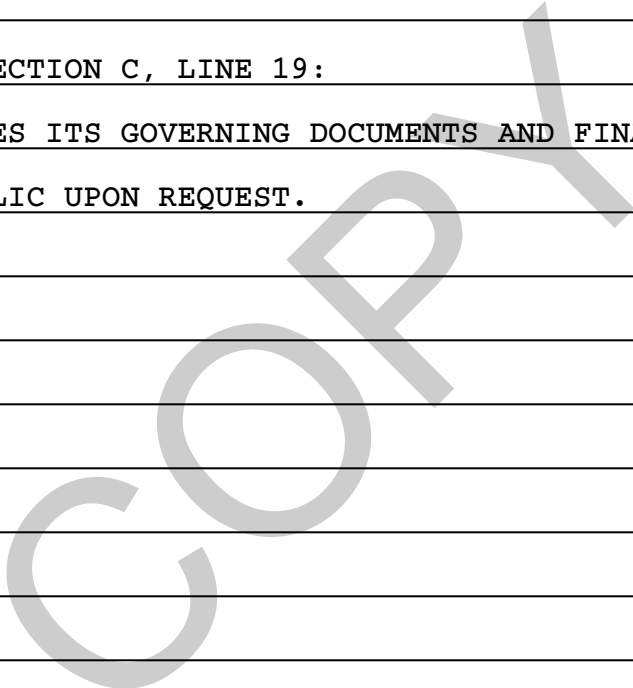 ECTION C, LINE 19:
ES ITS GOVERNING DOCUMENTS AND FINA
LIC UPON REQUEST.
COPY